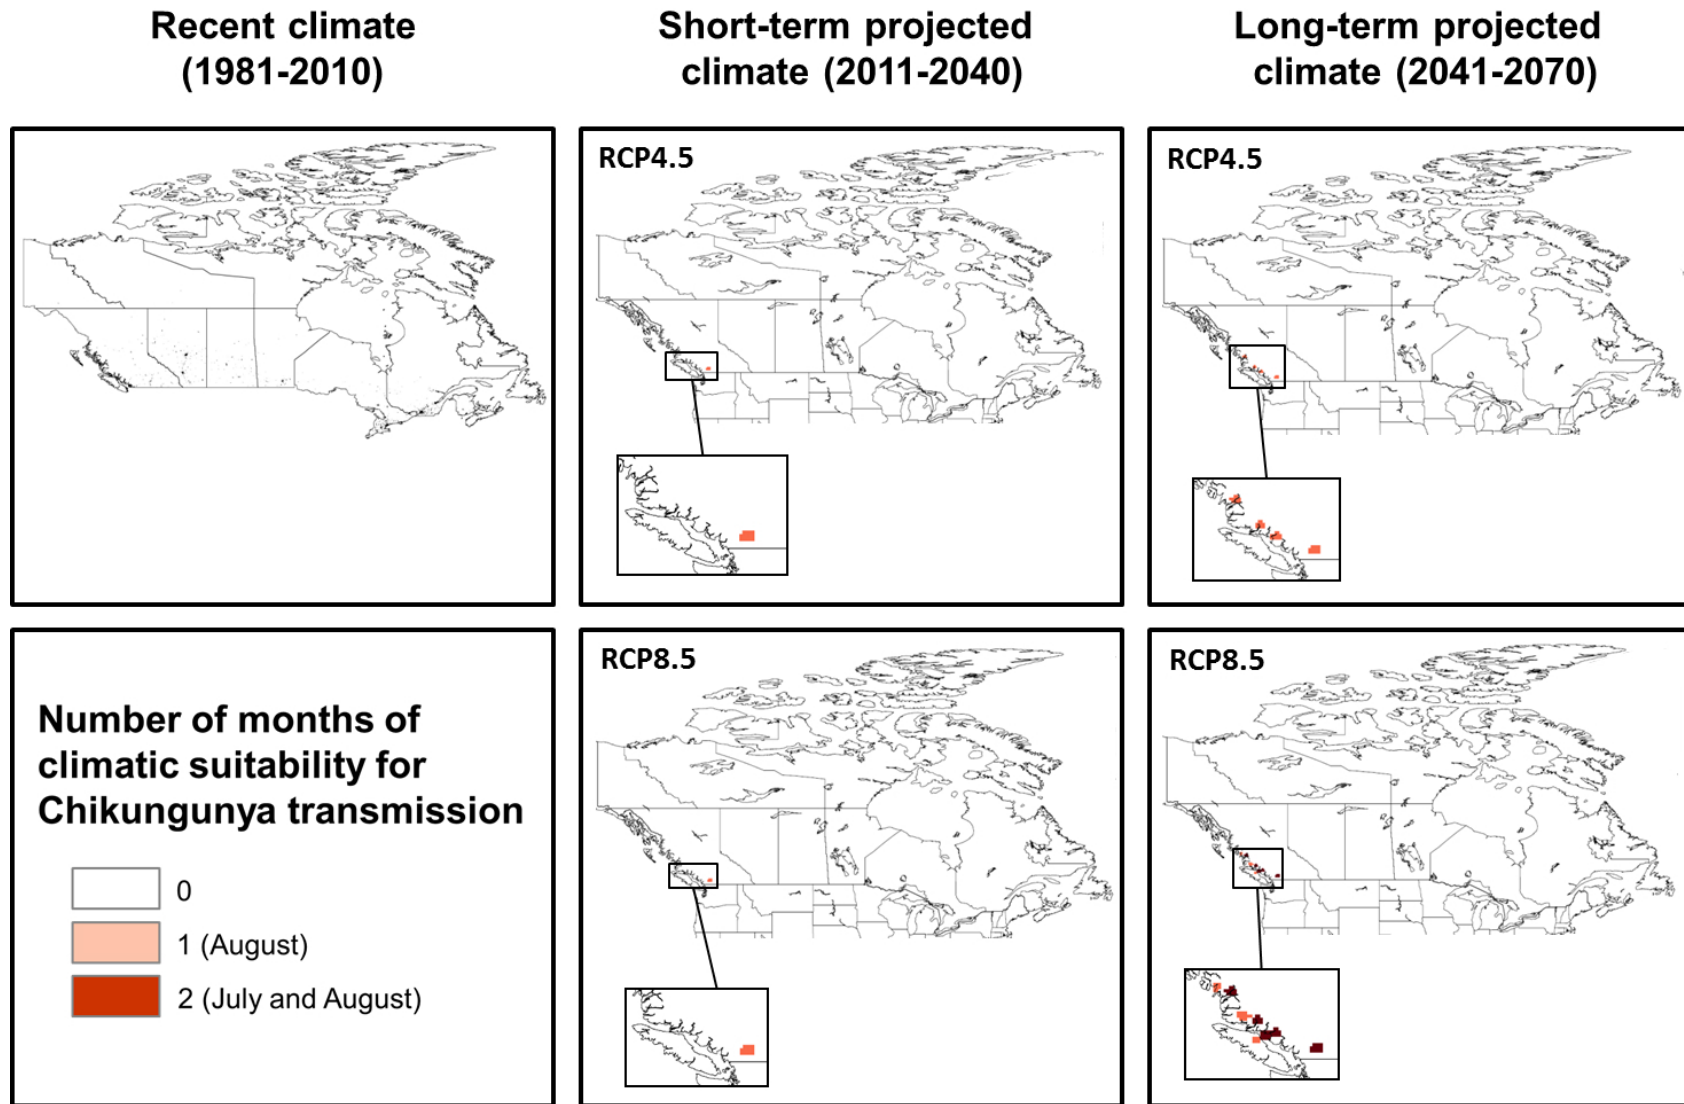 Recent climate
(1981-2010)
Short-term projected
climate (2011-2040)
Long-term projected
climate (2041-2070)
RCP4.5
RCP4.5
Number of months of
climatic suitability for
Chikungunya transmission
0
1 (August)
2 (July and August)
RCP8.5
RCP8.5